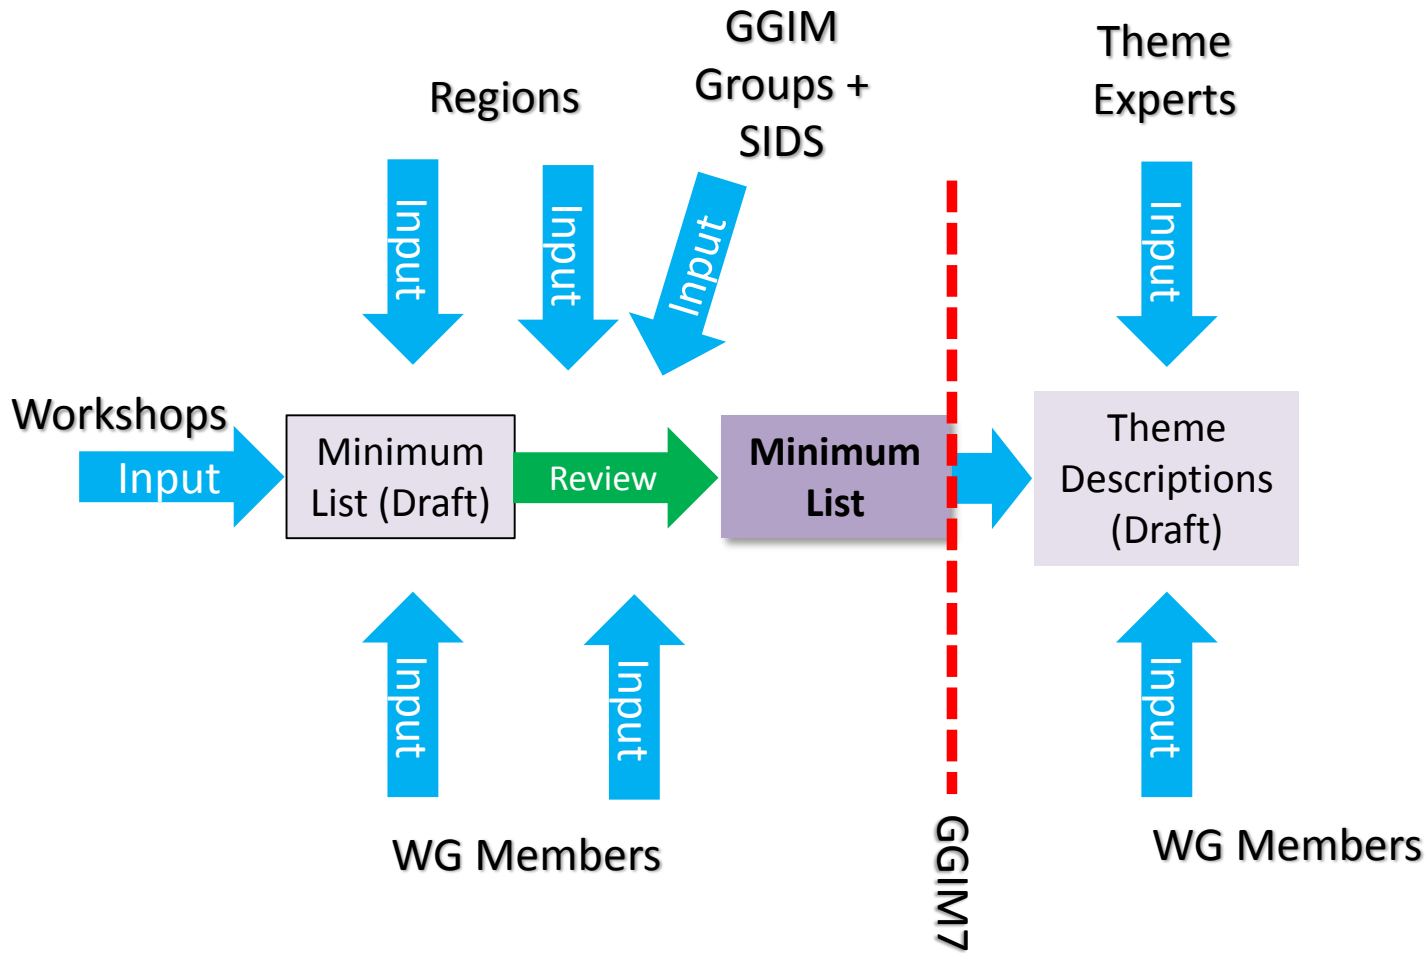 GGIM
Groups +
SIDS
Theme
Experts
Regions
Input
Input
Input
Input
Workshops
Input
Minimum
List (Draft)
Review
Minimum
List
Theme
Descriptions
(Draft)
Input
Input
Input
WG Members
GGIM7
WG Members